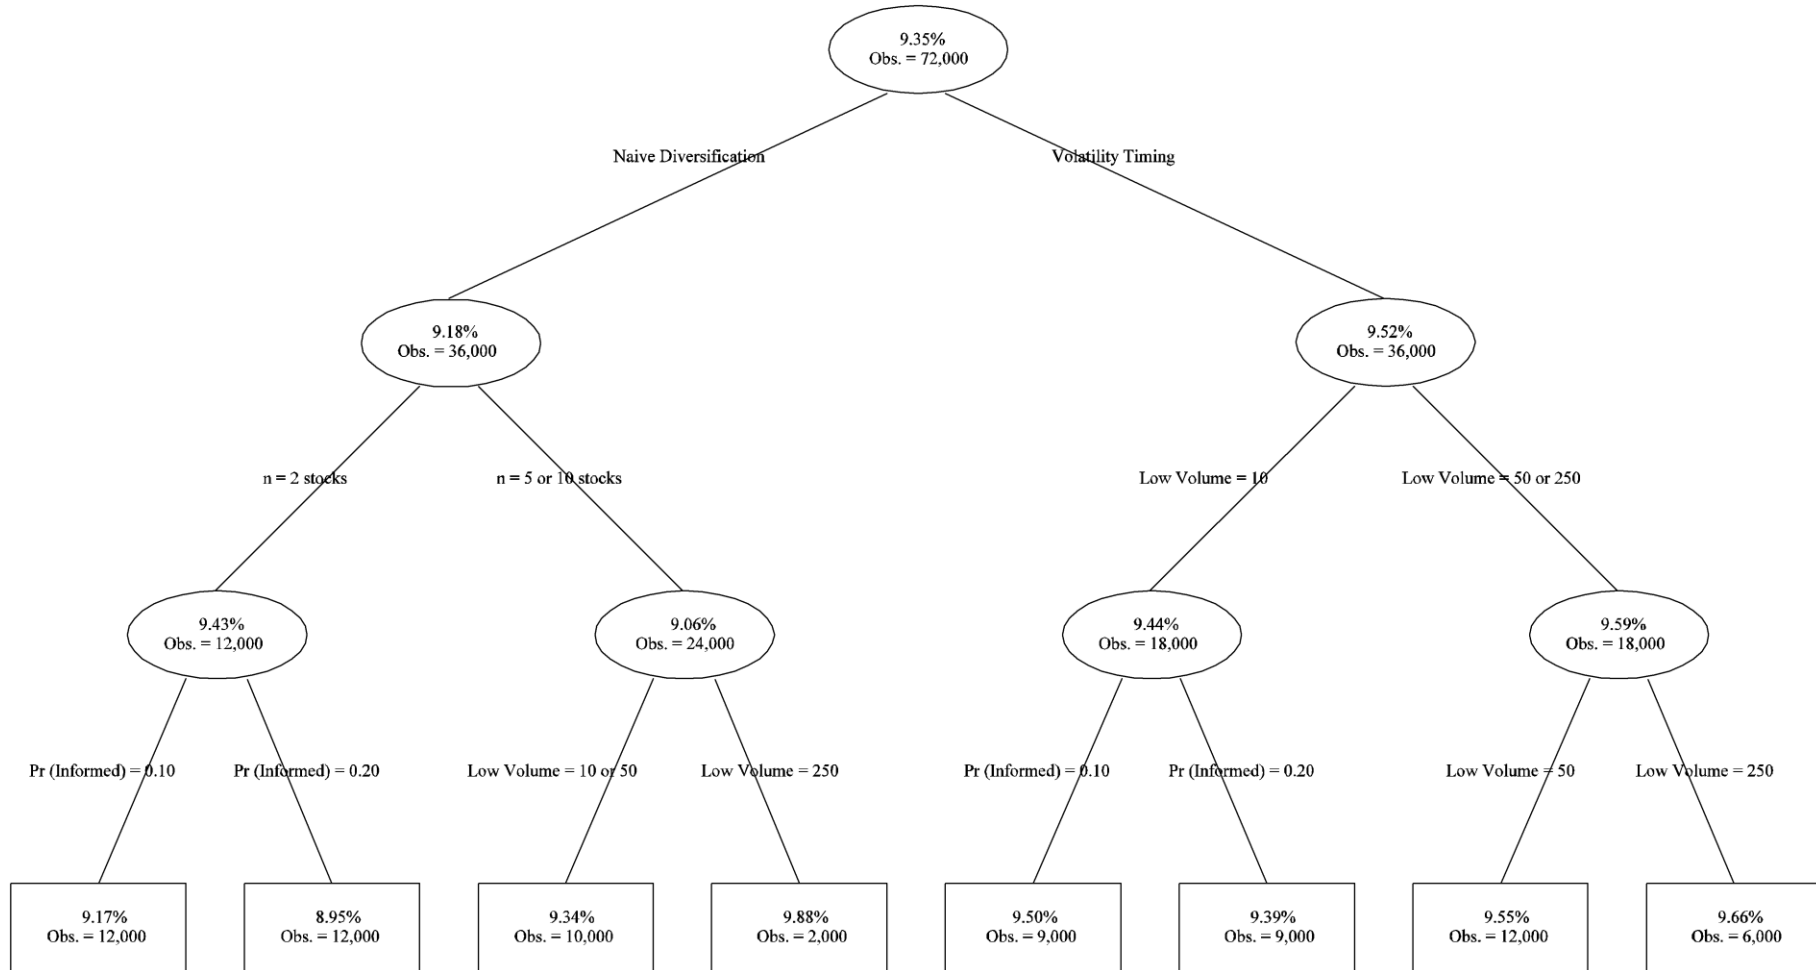 9.35%
Obs. = 72,000
Naive Diversification
Volatility Timing
9.18%
Obs. = 36,000
9.52%
Obs. = 36,000
n = 2 stocks
n = 5 or 10 stocks
Low Volume = 10
Low Volume = 50 or 250
9.43%
Obs. = 12,000
9.06%
Obs. = 24,000
9.44%
Obs. = 18,000
9.59%
Obs. = 18,000
Pr (Informed) = 0.10
Pr (Informed) = 0.20
Low Volume = 10 or 50
Low Volume = 250
Pr (Informed) = 0.10
Pr (Informed) = 0.20
Low Volume = 50
Low Volume = 250
9.17%
Obs. = 12,000
8.95%
Obs. = 12,000
9.34%
Obs. = 10,000
9.88%
Obs. = 2,000
9.50%
Obs. = 9,000
9.39%
Obs. = 9,000
9.55%
Obs. = 12,000
9.66%
Obs. = 6,000